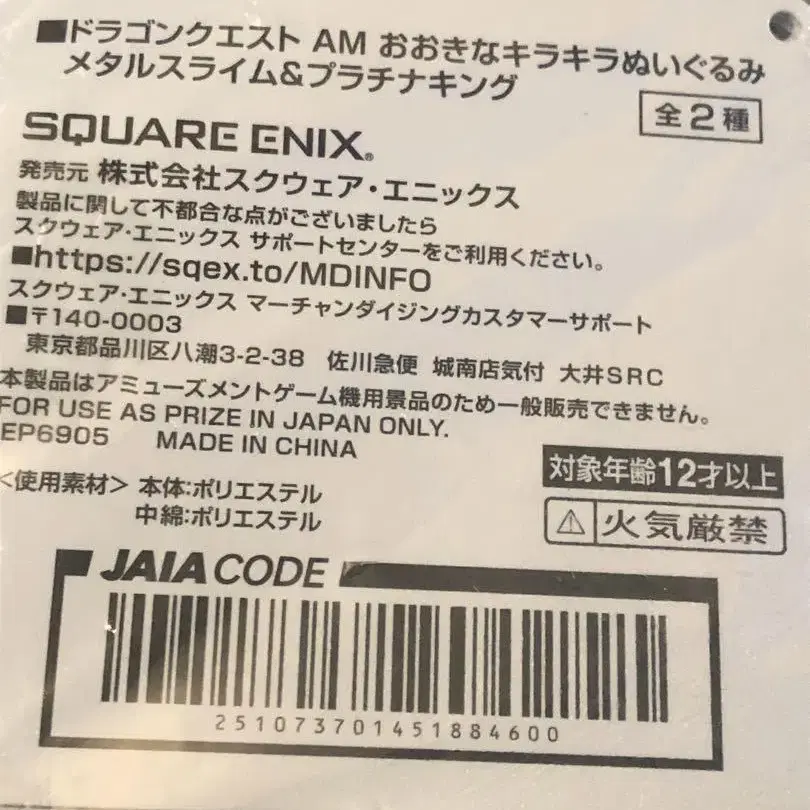 ■ドラゴンクエスト AM おおきなキラキラぬいぐるみ
メタルスライム&プラチナキング
全2種
SQUARE ENIX®
発売元 株式会社スクウェア・エニックス
製品に関して不都合な点がございましたら
スクウェア・エニックス サポートセンターをご利用ください。
■https://sqex.to/MDINFO
スクウェア・エニックス マーチャンダイジングカスタマーサポート
■〒140-0003
東京都品川区八潮3-2-38 佐川急便 城南店気付 大井SRC
本製品はアミューズメントゲーム機用景品のため一般販売できません。
FOR USE AS PRIZE IN JAPAN ONLY.
EP6905 MADE IN CHINA
対象年齢12才以上
⚠火気厳禁
<使用素材> 本体:ポリエステル
中綿:ポリエステル
JAIA CODE
251073701451884600